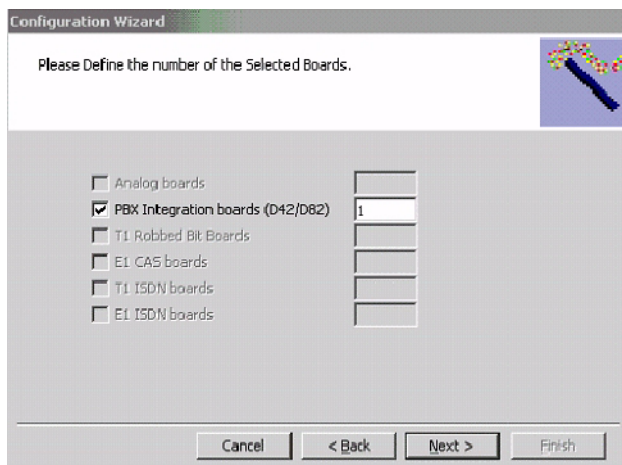 Configuration Wizard
Please Define the number of the Selected Boards.
Analog boards
PBX Integration boards (D42/D82) 1
T1 Robbed Bit Boards
E1 CAS boards
T1 ISDN boards
E1 ISDN boards
Cancel < Back Next > Finish